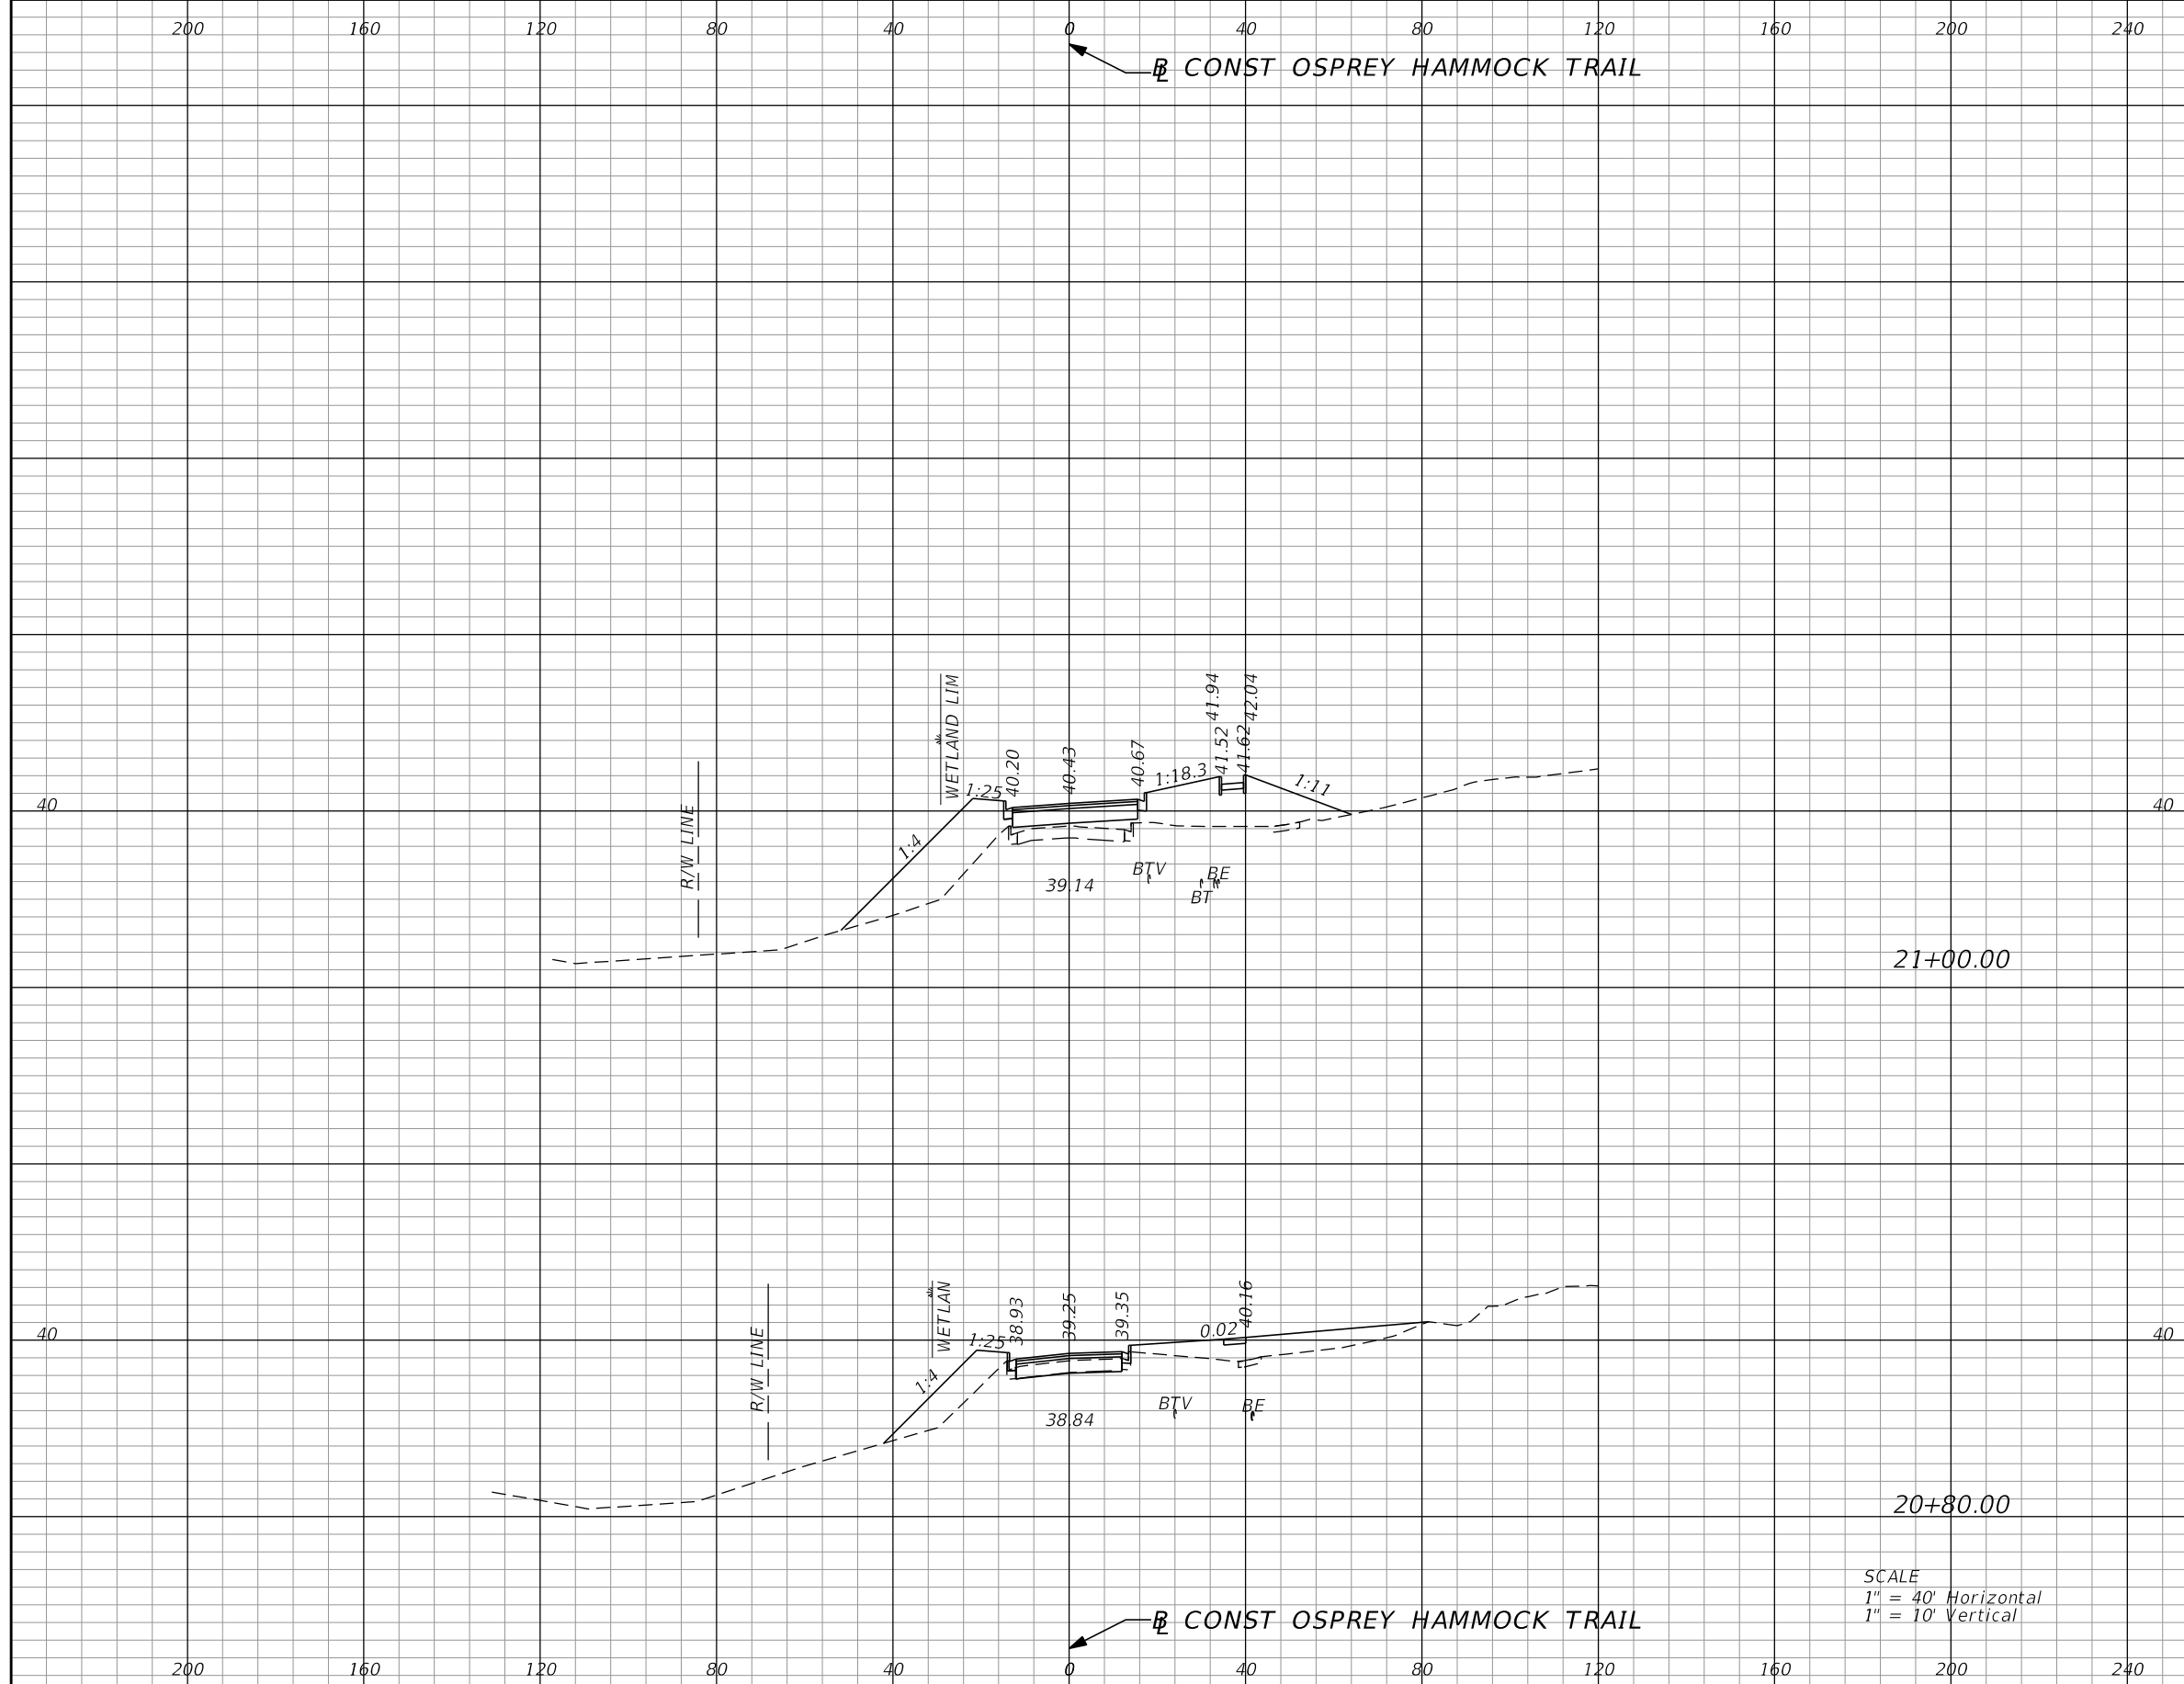 200 160 120 80 40 0 40 80 120 160 200 240
BL CONST OSPREY HAMMOCK TRAIL
WETLAND LIM
41.94
42.04
41.52
41.62
40.20
40.43
40.67
1:25
1:18.3
1:11
R/W LINE
40
40
1:4
BTV
BE
39.14
BT
21+00.00
WETLAN
38.93
39.25
39.35
40.16
1:25
0.02
R/W LINE
40
40
1:4
BTV
BE
38.84
20+80.00
SCALE
1" = 40' Horizontal
1" = 10' Vertical
BL CONST OSPREY HAMMOCK TRAIL
200 160 120 80 40 0 40 80 120 160 200 240